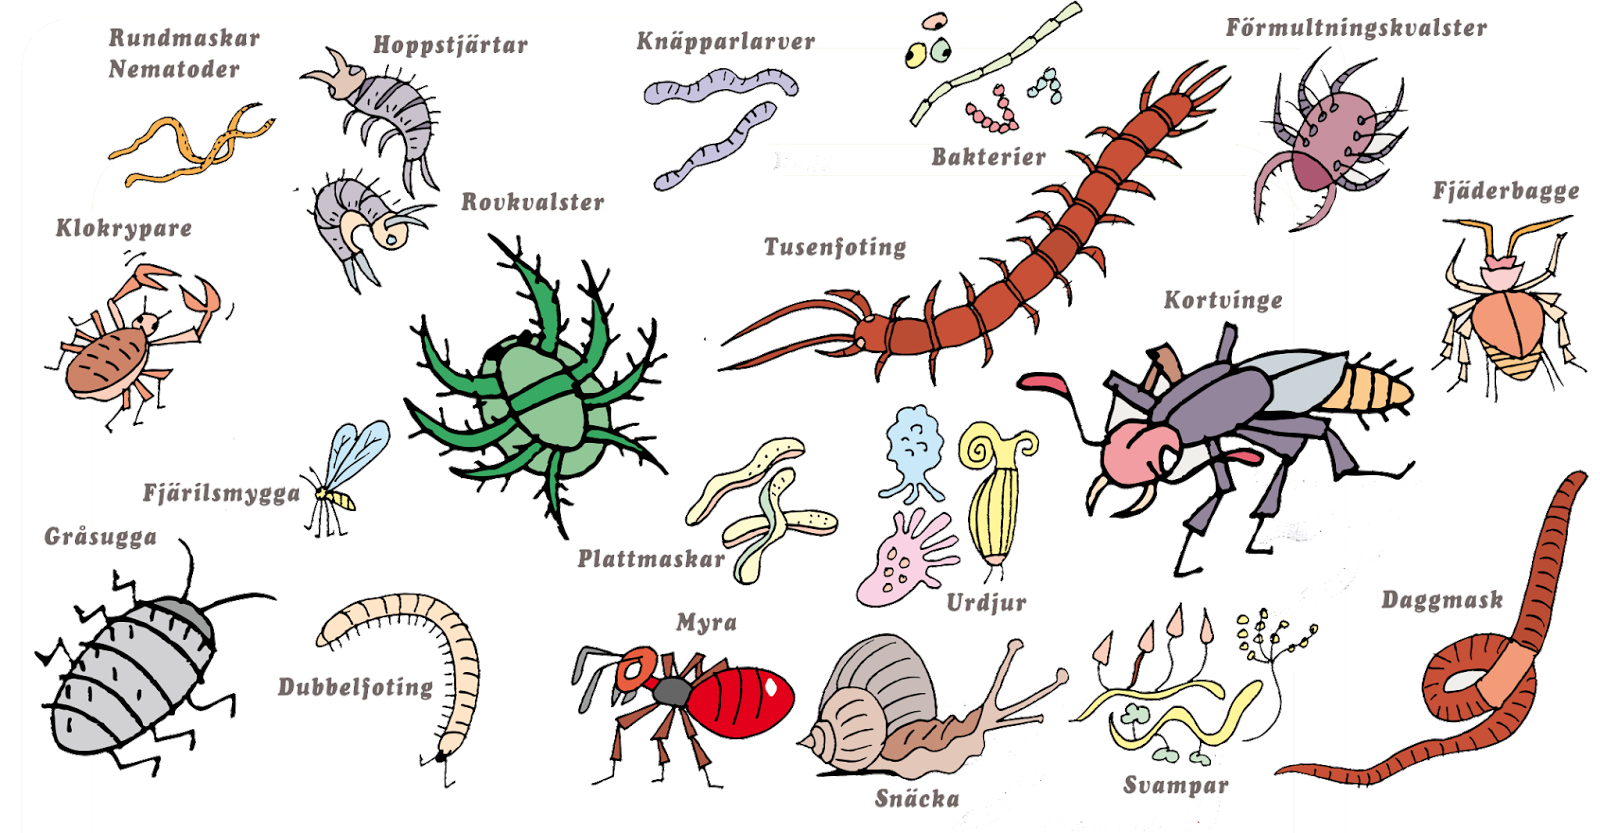 Rundmaskar
Nematoder
Hoppstjärtar
Knäpparlarver
Förmultningskvalster
Bakterier
Fjäderbagge
Rovkvalster
Klokrypare
Tusenfoting
Kortvinge
Fjärilsmygga
Gråsugga
Plattmaskar
Urdjur
Daggmask
Myra
Dubbelfoting
Svampar
Snäcka